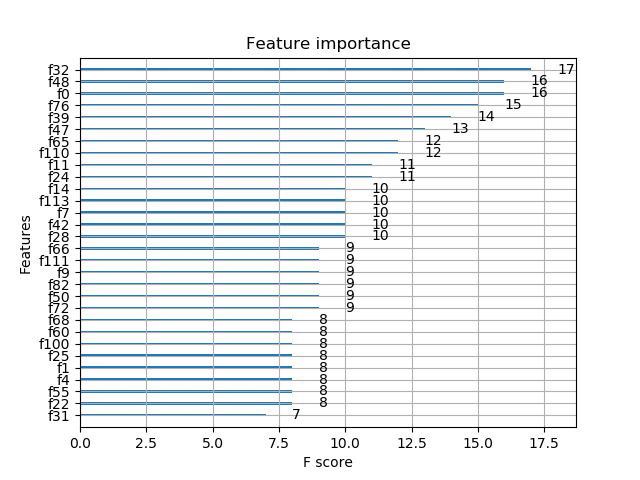 Feature importance
Features
f32 17
f48 16
f0 16
f76 15
f39 14
f47 13
f65 12
f110 12
f11 11
f24 11
f14 10
f113 10
f7 10
f42 10
f28 10
f66 9
f111 9
f9 9
f82 9
f50 9
f72 9
f68 8
f60 8
f100 8
f25 8
f1 8
f4 8
f55 8
f22 8
f31 7
0.0 2.5 5.0 7.5 10.0 12.5 15.0 17.5
F score